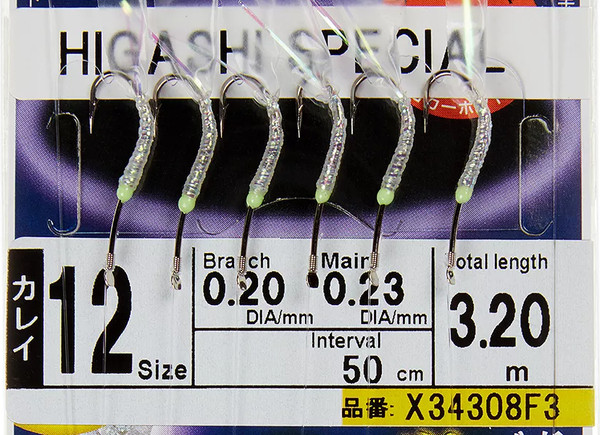 HIGASHI SPECIAL
カレイ
12 Size
Branch
0.20
DIA/mm
Main
0.23
DIA/mm
Interval
50 cm
Total length
3.20
m
品番: X34308F3